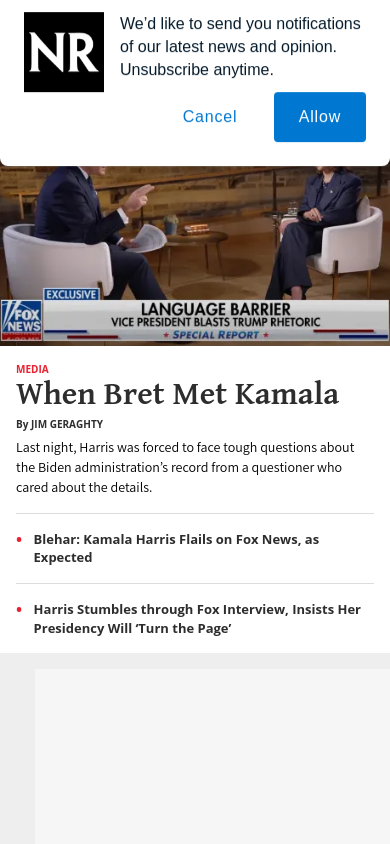 NR
We’d like to send you notifications
of our latest news and opinion.
Unsubscribe anytime.
Cancel
Allow
EXCLUSIVE
FOX
NEWS
LANGUAGE BARRIER
VICE PRESIDENT BLASTS TRUMP RHETORIC
SPECIAL REPORT
MEDIA
When Bret Met Kamala
By JIM GERAGHTY
Last night, Harris was forced to face tough questions about
the Biden administration’s record from a questioner who
cared about the details.
Blehar: Kamala Harris Flails on Fox News, as
Expected
Harris Stumbles through Fox Interview, Insists Her
Presidency Will ‘Turn the Page’